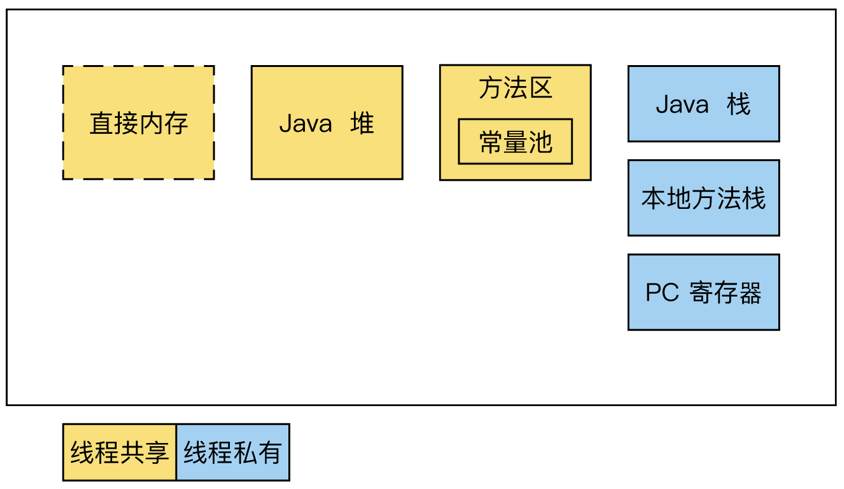 直接内存
Java 堆
方法区
常量池
Java 栈
本地方法栈
PC 寄存器
线程共享
线程私有